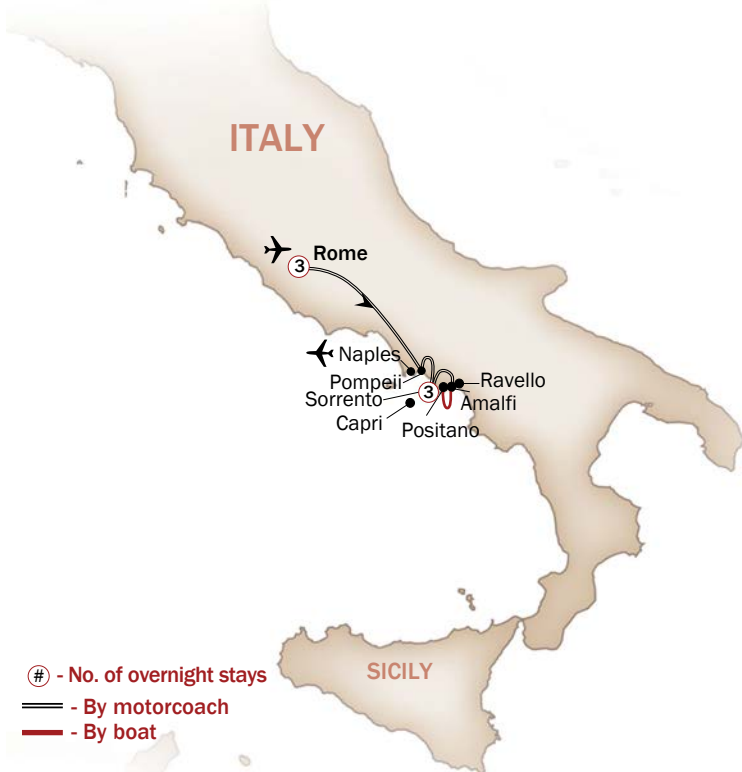 ITALY
Rome
3
Naples
Pompeii
Ravello
Sorrento
3
Amalfi
Capri
Positano
SICILY
# - No. of overnight stays
- By motorcoach
- By boat